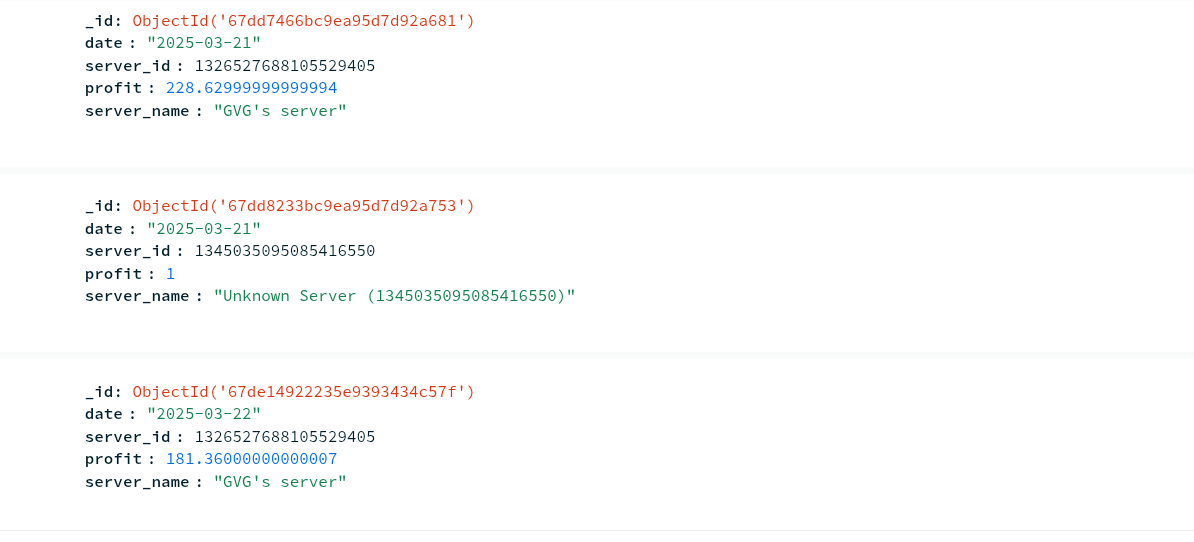 _id: ObjectId('67dd7466bc9ea95d7d92a681')
date : "2025-03-21"
server_id : 1326527688105529405
profit : 228.62999999999994
server_name : "GVG's server"
_id: ObjectId('67dd8233bc9ea95d7d92a753')
date : "2025-03-21"
server_id : 1345035095085416550
profit : 1
server_name : "Unknown Server (1345035095085416550)"
_id: ObjectId('67de14922235e9393434c57f')
date : "2025-03-22"
server_id : 1326527688105529405
profit : 181.36000000000007
server_name : "GVG's server"